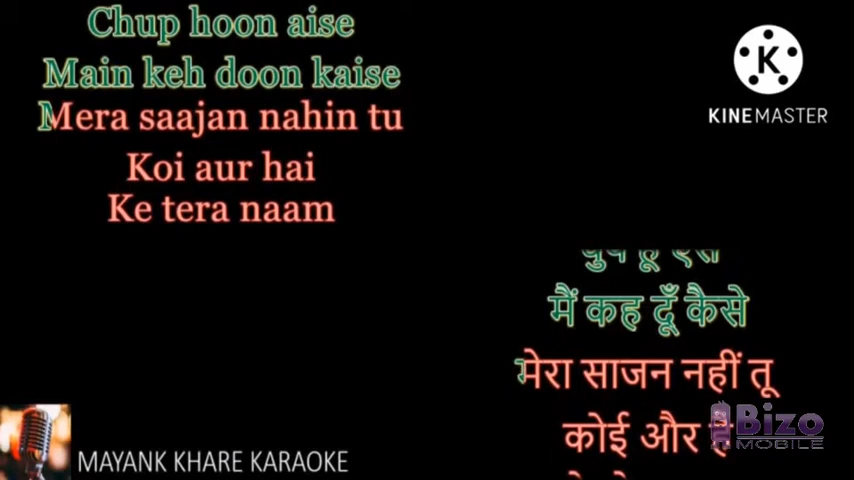 Chup hoon aise
Main keh doon kaise
Mera saajan nahin tu
Koi aur hai
Ke tera naam
KINEMASTER
मैं कह दूँ कैसे
मेरा साजन नहीं तू
कोई और
Bizo
MOBILE
MAYANK KHARE KARAOKE